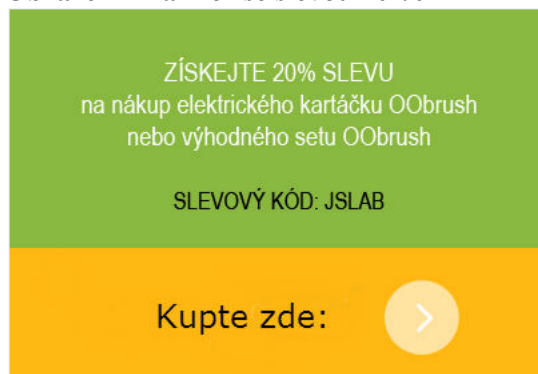 ZÍSKEJTE 20% SLEVU
na nákup elektrického kartáčku OObrush
nebo výhodného setu OObrush
SLEVOVÝ KÓD: JSLAB
Kupte zde: